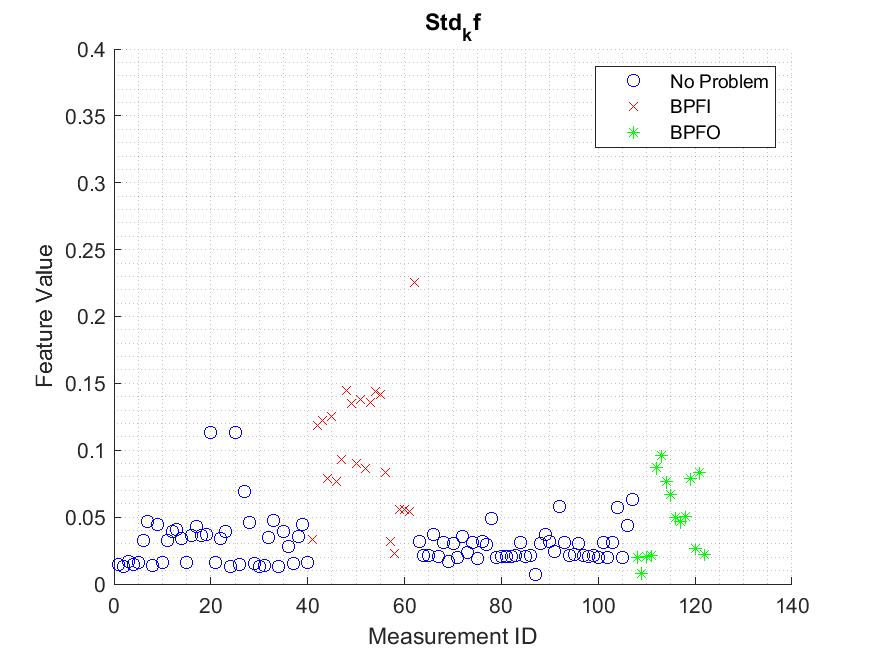 Std_kf
No Problem
BPFI
BPFO
Feature Value
0.4
0.35
0.3
0.25
0.2
0.15
0.1
0.05
0
0 20 40 60 80 100 120 140
Measurement ID